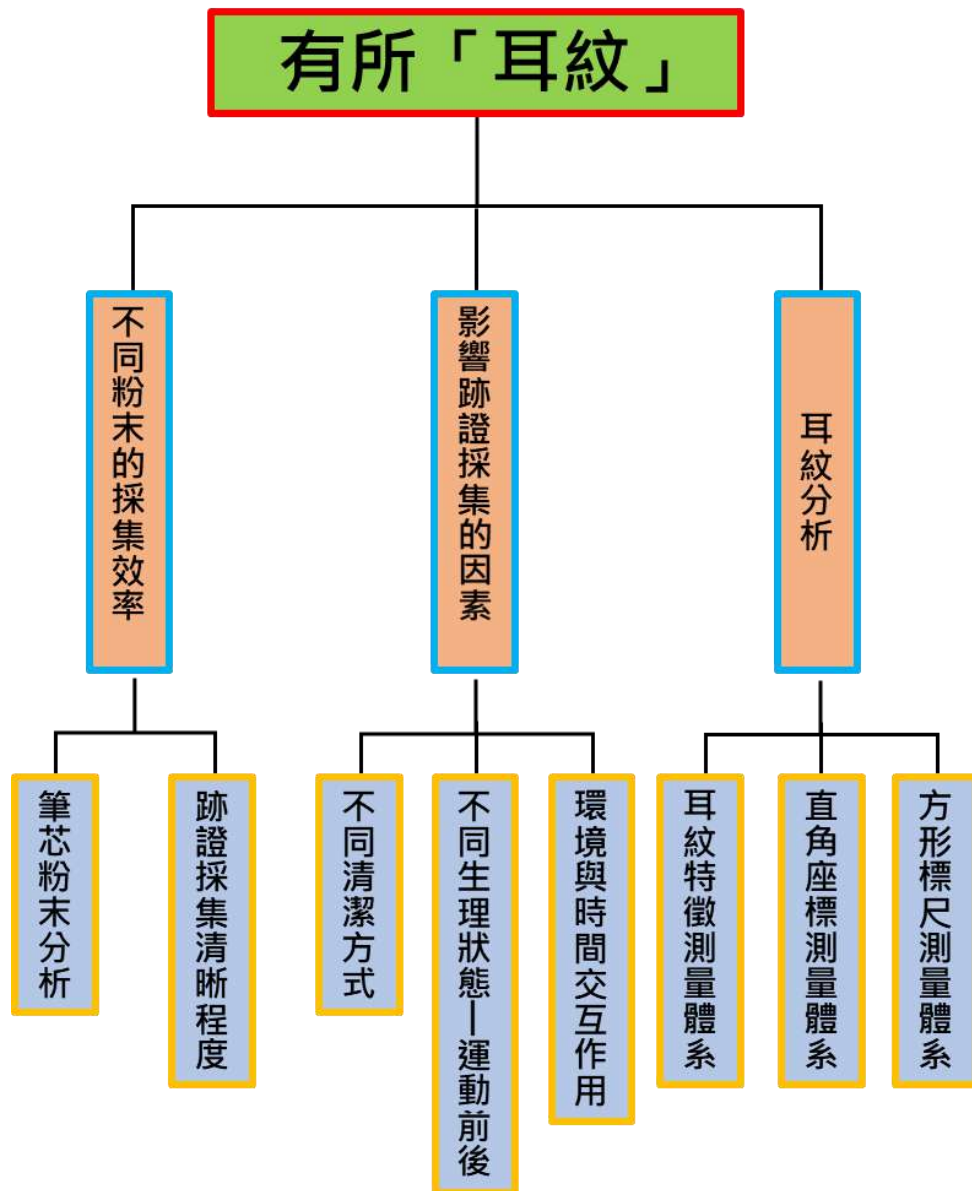 有所「耳紋」
不同粉末的採集效率
影響跡證採集的因素
耳紋分析
筆芯粉末分析
跡證採集清晰程度
不同清潔方式
不同生理狀態—運動前後
環境與時間交互作用
耳紋特徵測量體系
直角座標測量體系
方形標尺測量體系